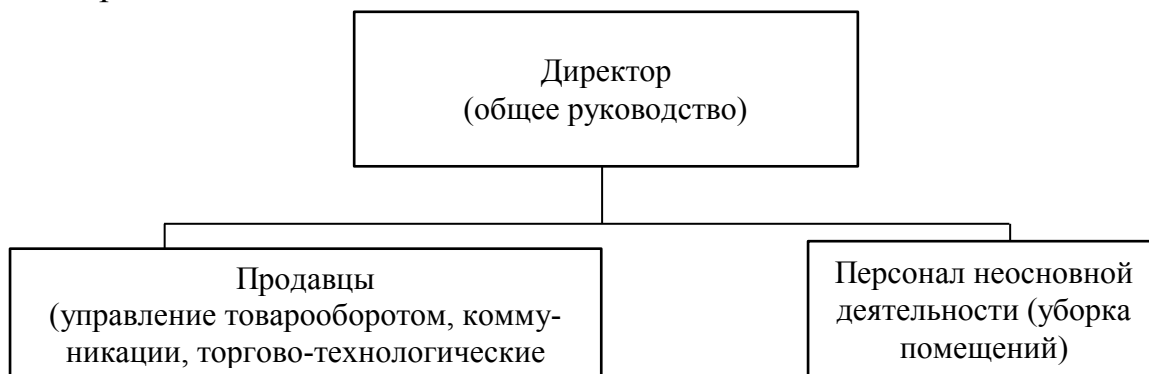 Директор
(общее руководство)
Продавцы
(управление товарооборотом, комму-
никации, торгово-технологические
Персонал неосновной
деятельности (уборка
помещений)